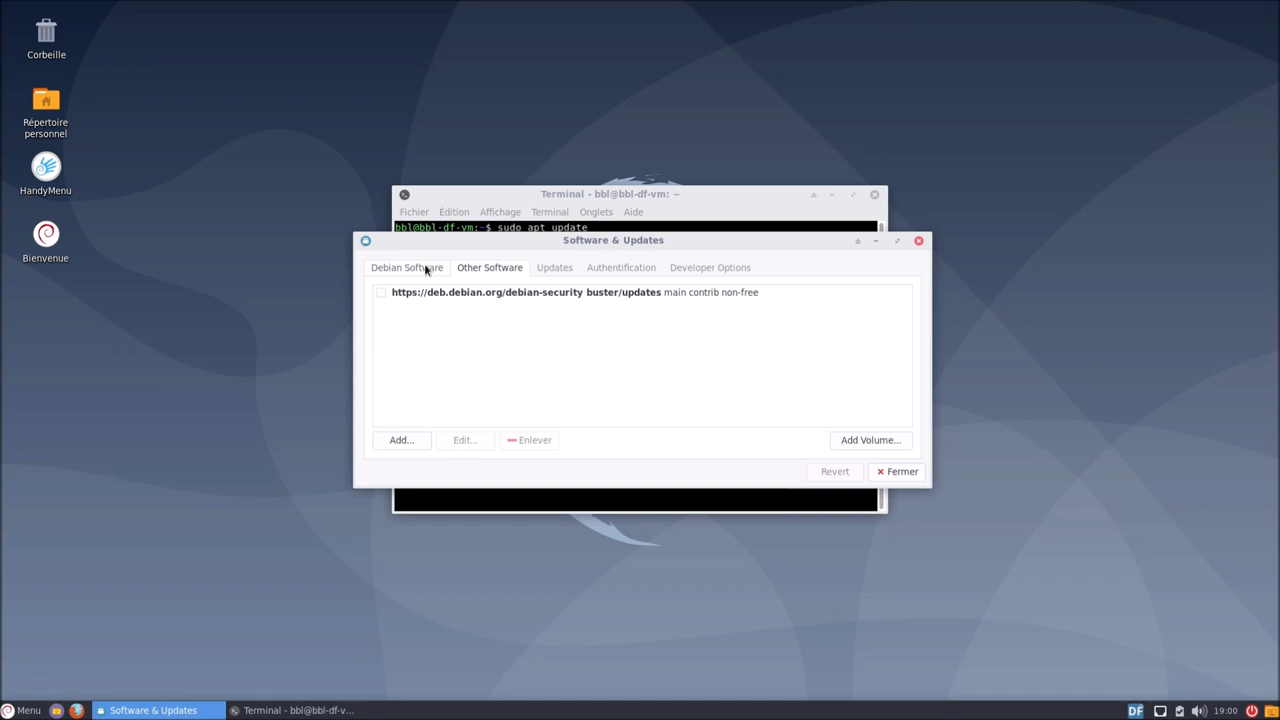 Corbeille
Répertoire
personnel
HandyMenu
Bienvenue
Terminal - bbl@bbl-df-vm: ~
Fichier Édition Affichage Terminal Onglets Aide
bbl@bbl-df-vm:~$ sudo apt update
Software & Updates
Debian Software Other Software Updates Authentification Developer Options
https://deb.debian.org/debian-security buster/updates main contrib non-free
Add... Edit... Enlever Add Volume...
Revert Fermer
Menu Software & Updates Terminal - bbl@bbl-df-v... DF 19:00